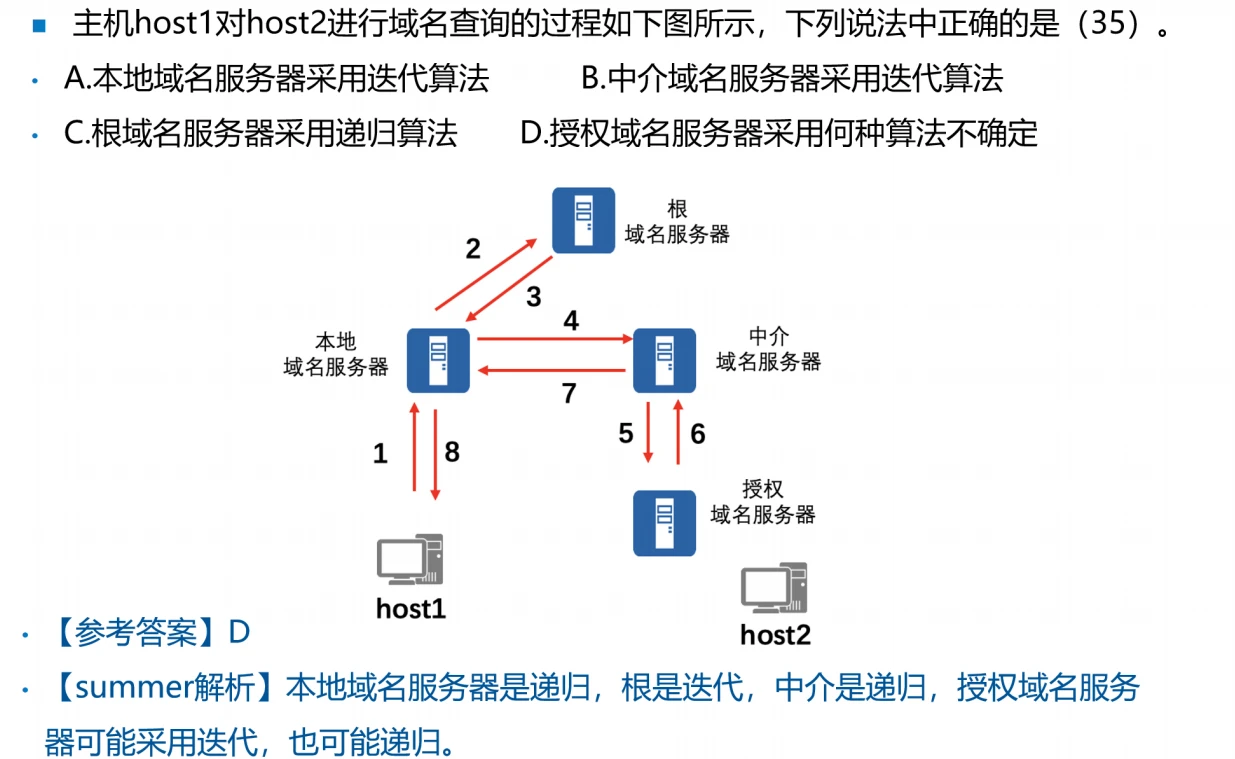 ■ 主机host1对host2进行域名查询的过程如下图所示，下列说法中正确的是（35）。
· A.本地域名服务器采用迭代算法 B.中介域名服务器采用迭代算法
· C.根域名服务器采用递归算法 D.授权域名服务器采用何种算法不确定
根
域名服务器
2
3
4
本地
域名服务器
中介
域名服务器
7
1
8
5
6
授权
域名服务器
host1
host2
· 【参考答案】D
· 【summer解析】本地域名服务器是递归，根是迭代，中介是递归，授权域名服务
器可能采用迭代，也可能递归。